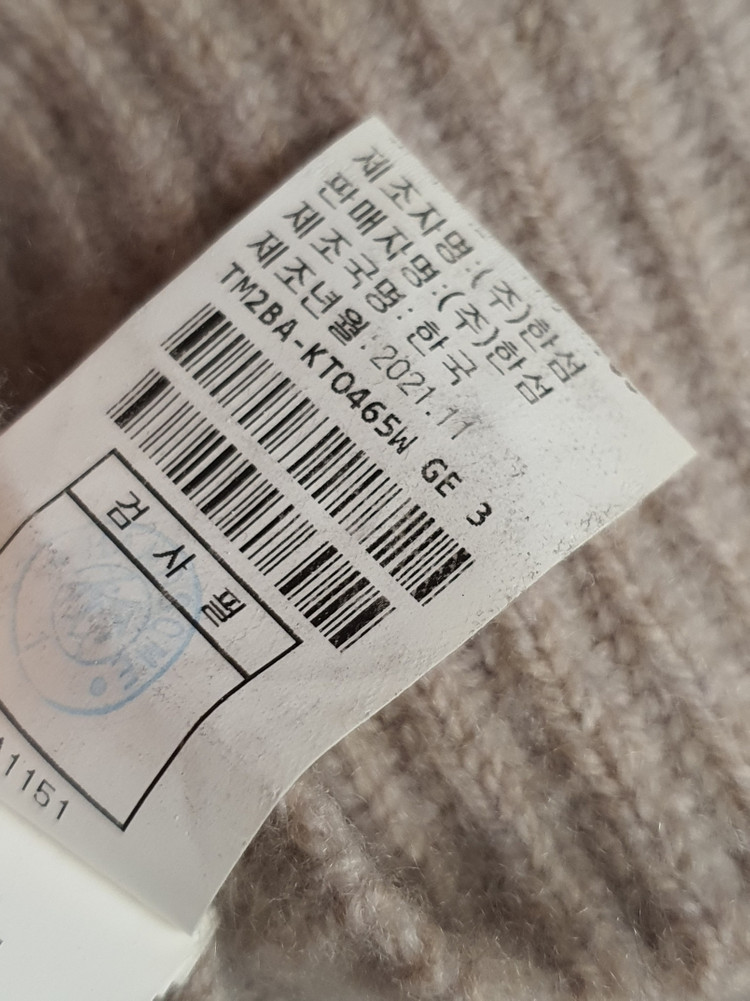 제조자명:(주)한섬
판매자명:(주)한섬
제조국명:한국
제조년월:2021.11
TM2BA-KT0465W GE 3
검사필
1151